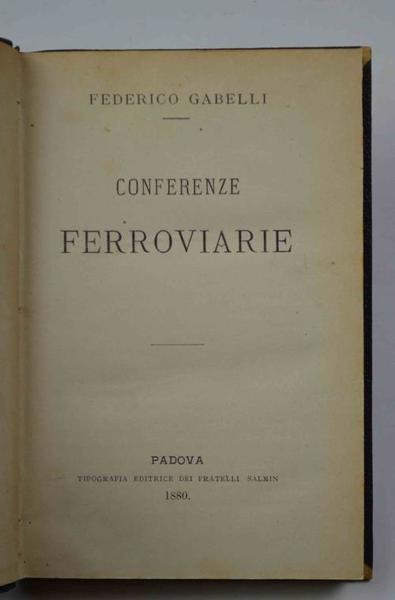 FEDERICO GABELLI
CONFERENZE
FERROVIARIE
PADOVA
TIPOGRAFIA EDITRICE DEI FRATELLI SALMIN
1880.